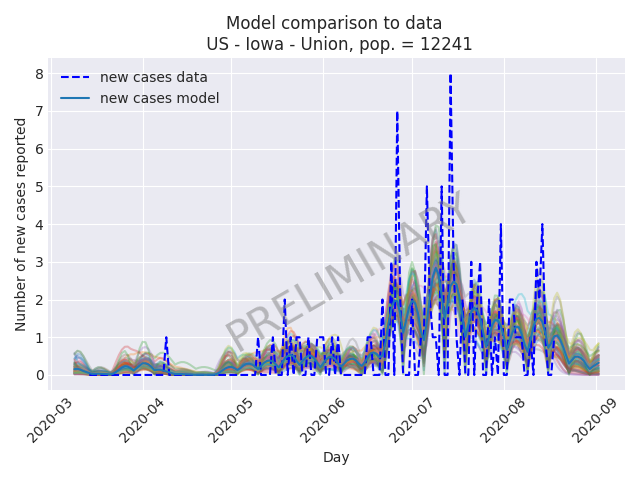 Model comparison to data
US - Iowa - Union, pop. = 12241
8
7
6
5
4
3
2
1
0
Number of new cases reported
new cases data
new cases model
PRELIMINARY
2020-03
2020-04
2020-05
2020-06
2020-07
2020-08
2020-09
Day